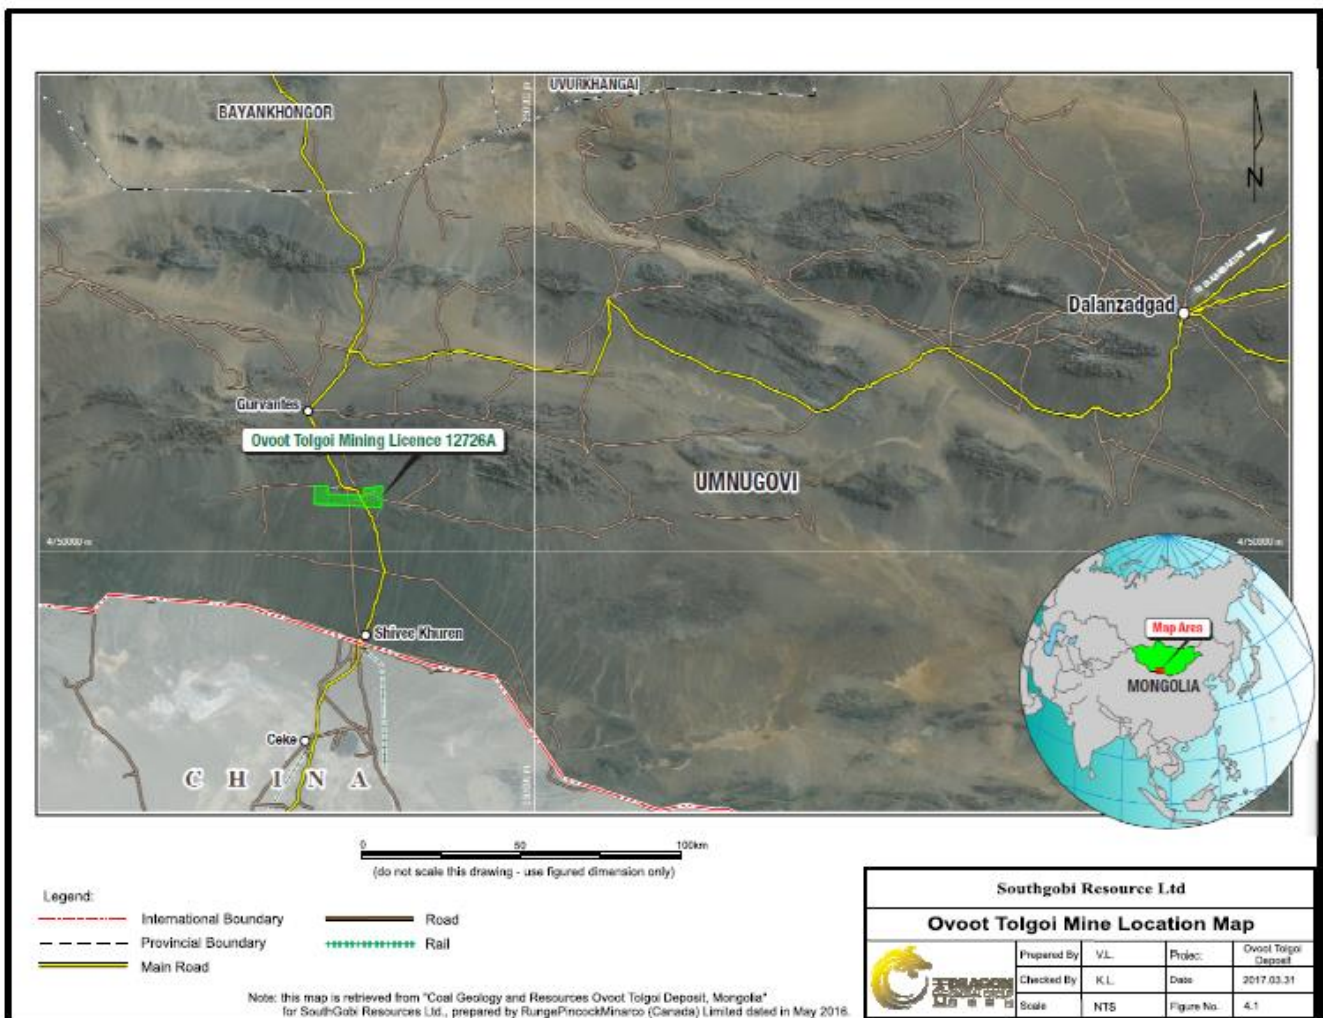 UVURKHANGAI
BAYANKHONGOR
N
Dalanzadgad
Gurvantes
Ovoot Tolgoi Mining Licence 12726A
UMNUGOVI
4750000 m
4750000 m
Shivee Khuren
Map Area
MONGOLIA
Ceke
C H I N A
0 50 100km
(do not scale this drawing - use figured dimension only)
Legend:
International Boundary
Provincial Boundary
Main Road
Road
Rail
Note: this map is retrieved from "Coal Geology and Resources Ovoot Tolgoi Deposit, Mongolia"
for SouthGobi Resources Ltd., prepared by RungePincockMinarco (Canada) Limited dated in May 2016.
Southgobi Resource Ltd
Ovoot Tolgoi Mine Location Map
Prepared By V.L. Project: Ovoot Tolgoi
Deposit
Checked By K.L. Date 2017.03.31
Scale NTS Figure No. 4.1